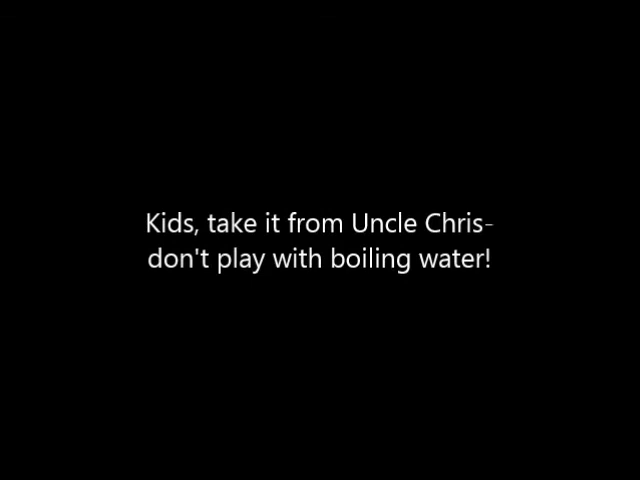 Kids, take it from Uncle Chris-
don't play with boiling water!